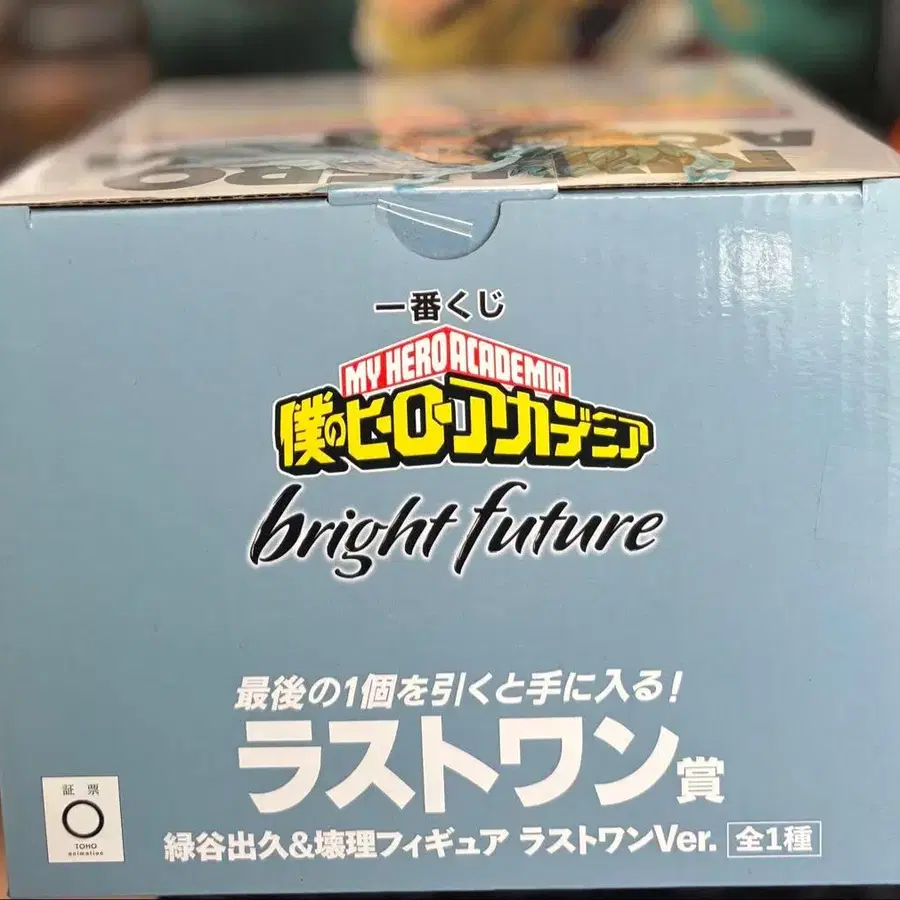 一番くじ
MY HERO ACADEMIA
僕のヒーローアカデミア
bright future
最後の1個を引くと手に入る!
ラストワン賞
緑谷出久&壊理フィギュア ラストワンVer. 全1種
証票
TOHO
animation